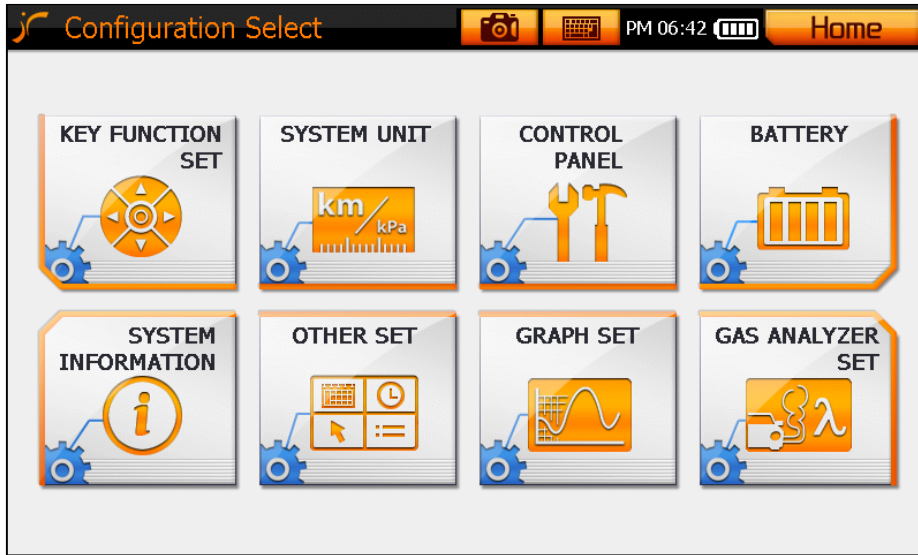 Configuration Select
PM 06:42
Home
KEY FUNCTION
SET
SYSTEM UNIT
km/kPa
CONTROL
PANEL
BATTERY
SYSTEM
INFORMATION
i
OTHER SET
GRAPH SET
GAS ANALYZER
SET
λ